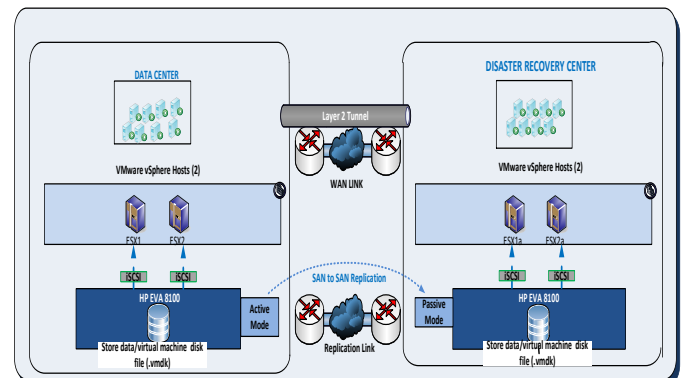 DATA CENTER
VMware vSphere Hosts (2)
ESX1
ESX2
iSCSI
iSCSI
HP EVA 8100
Active
Mode
Store data/virtual machine disk
file (.vmdk)
Layer 2 Tunnel
WAN LINK
SAN to SAN Replication
Replication Link
DISASTER RECOVERY CENTER
VMware vSphere Hosts (2)
ESX1a
ESX2a
iSCSI
iSCSI
Passive
Mode
HP EVA 8100
Store data/virtual machine disk
file (.vmdk)